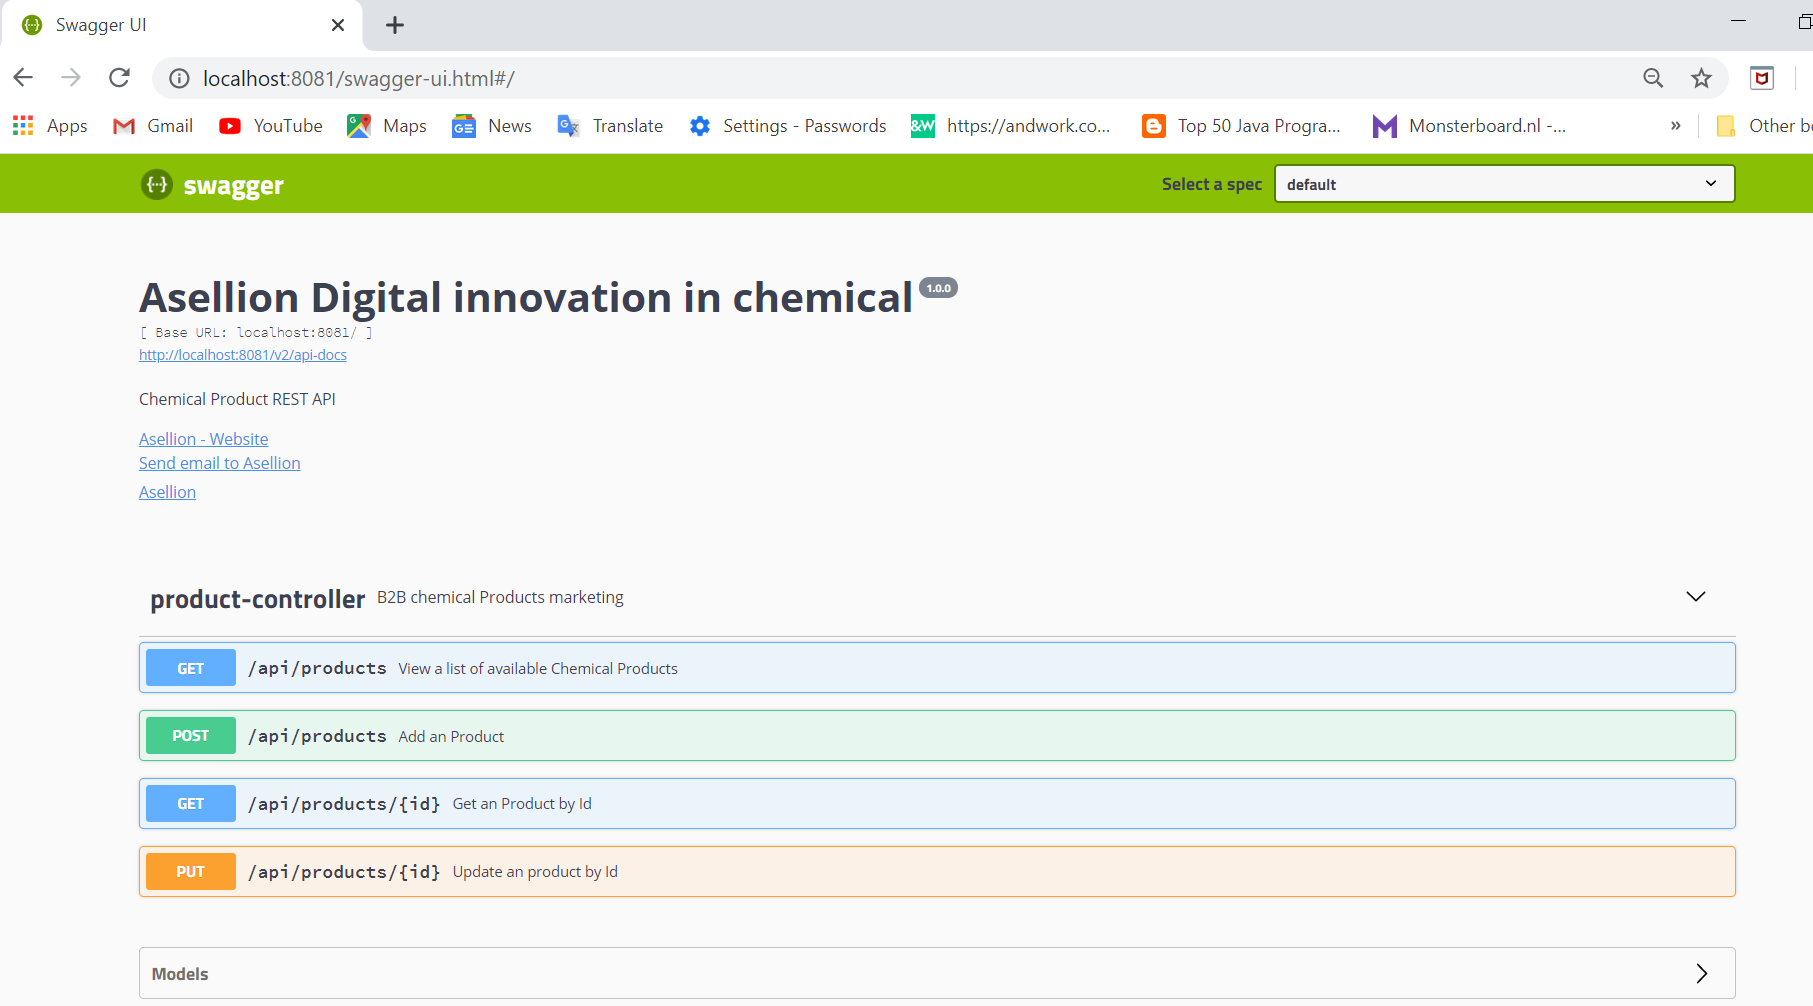 Swagger UI
localhost:8081/swagger-ui.html#/
Apps Gmail YouTube Maps News Translate Settings - Passwords &W https://andwork.co... Top 50 Java Progra... Monsterboard.nl -... » Other bo
{··} swagger Select a spec default
Asellion Digital innovation in chemical 1.0.0
[ Base URL: localhost:8081/ ]
http://localhost:8081/v2/api-docs
Chemical Product REST API
Asellion - Website
Send email to Asellion
Asellion
product-controller B2B chemical Products marketing
GET /api/products View a list of available Chemical Products
POST /api/products Add an Product
GET /api/products/{id} Get an Product by Id
PUT /api/products/{id} Update an product by Id
Models